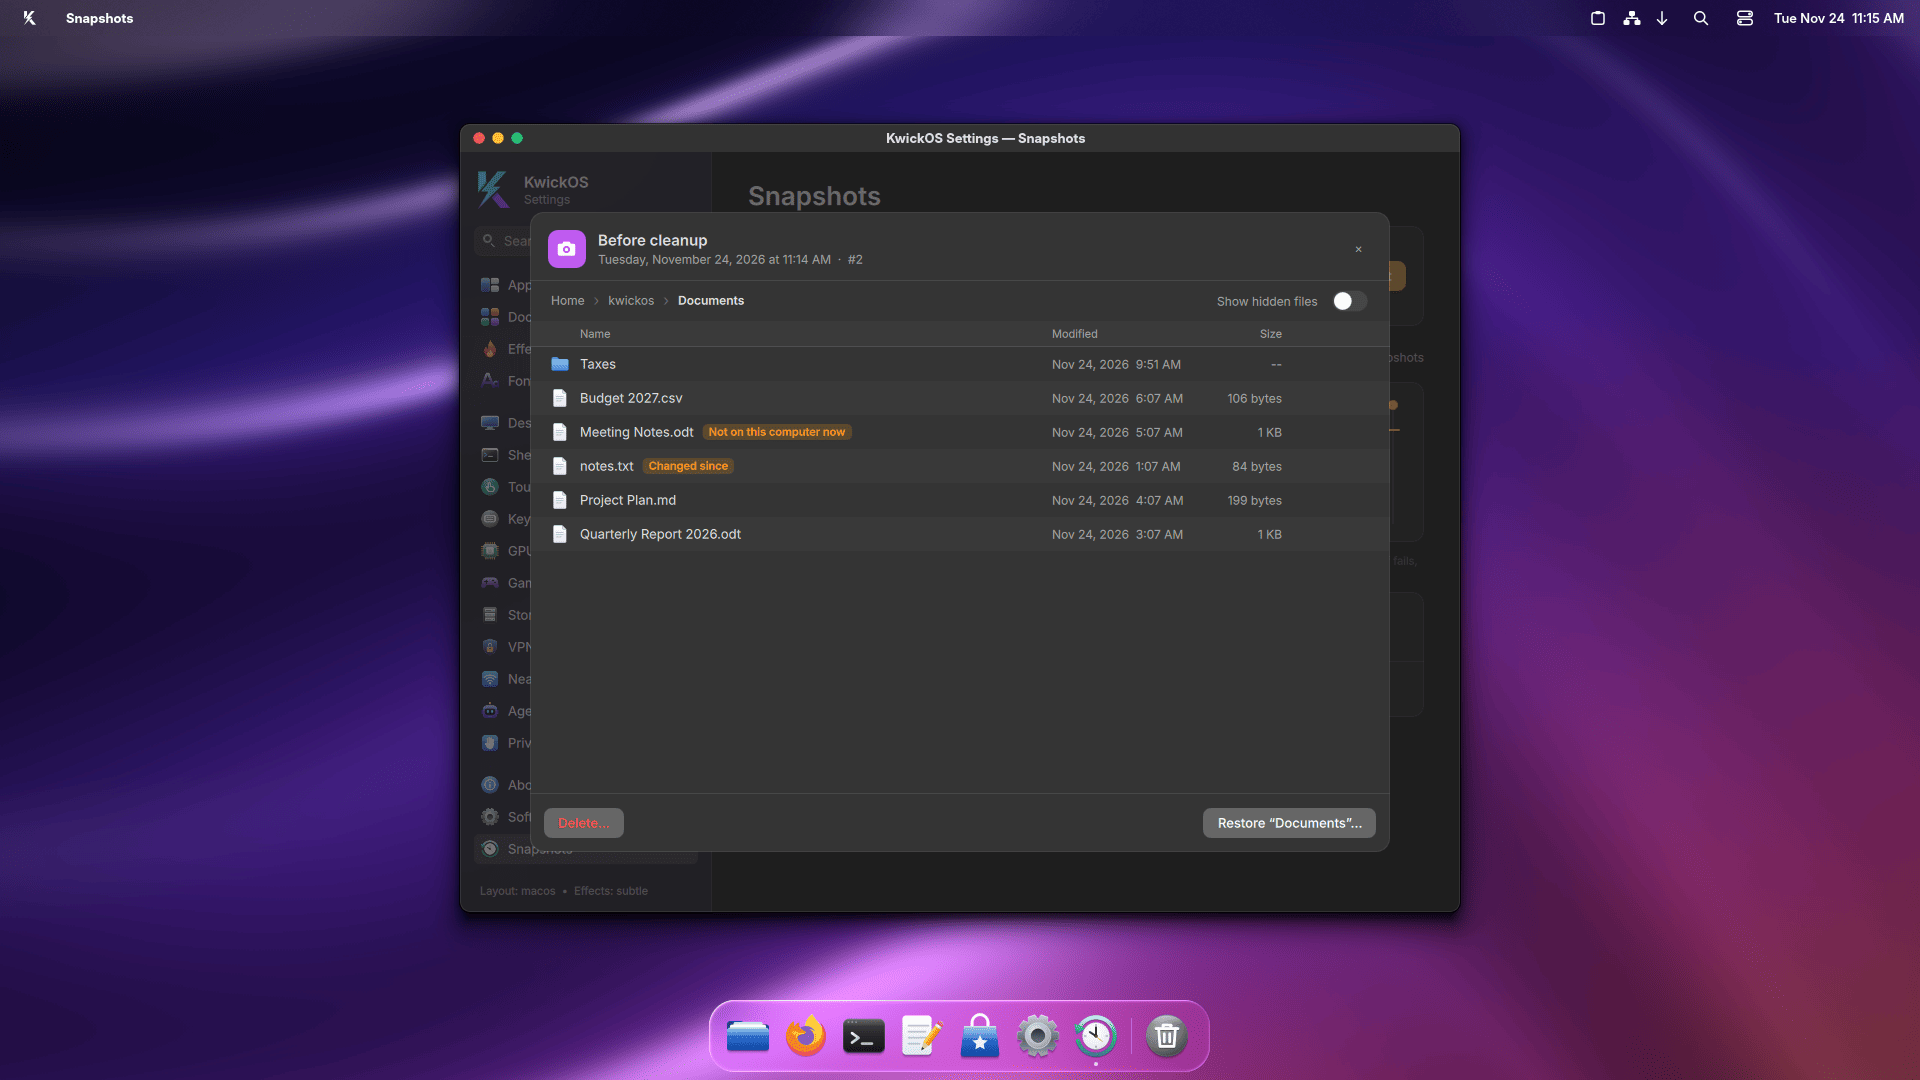 Snapshots
Tue Nov 24 11:15 AM
KwickOS Settings — Snapshots
KwickOS
Settings
Snapshots
Before cleanup
Tuesday, November 24, 2026 at 11:14 AM · #2
Home › kwickos › Documents
Show hidden files
Name Modified Size
Taxes Nov 24, 2026 9:51 AM --
Budget 2027.csv Nov 24, 2026 6:07 AM 106 bytes
Meeting Notes.odt Not on this computer now Nov 24, 2026 5:07 AM 1 KB
notes.txt Changed since Nov 24, 2026 1:07 AM 84 bytes
Project Plan.md Nov 24, 2026 4:07 AM 199 bytes
Quarterly Report 2026.odt Nov 24, 2026 3:07 AM 1 KB
falls,
Delete...
Restore “Documents”...
Snapshots
Layout: macos • Effects: subtle